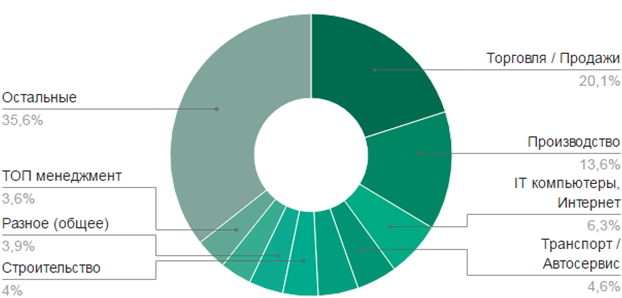 Торговля / Продажи
20,1%
Производство
13,6%
IT компьютеры,
Интернет
6,3%
Транспорт /
Автосервис
4,6%
Остальные
35,6%
ТОП менеджмент
3,6%
Разное (общее)
3,9%
Строительство
4%